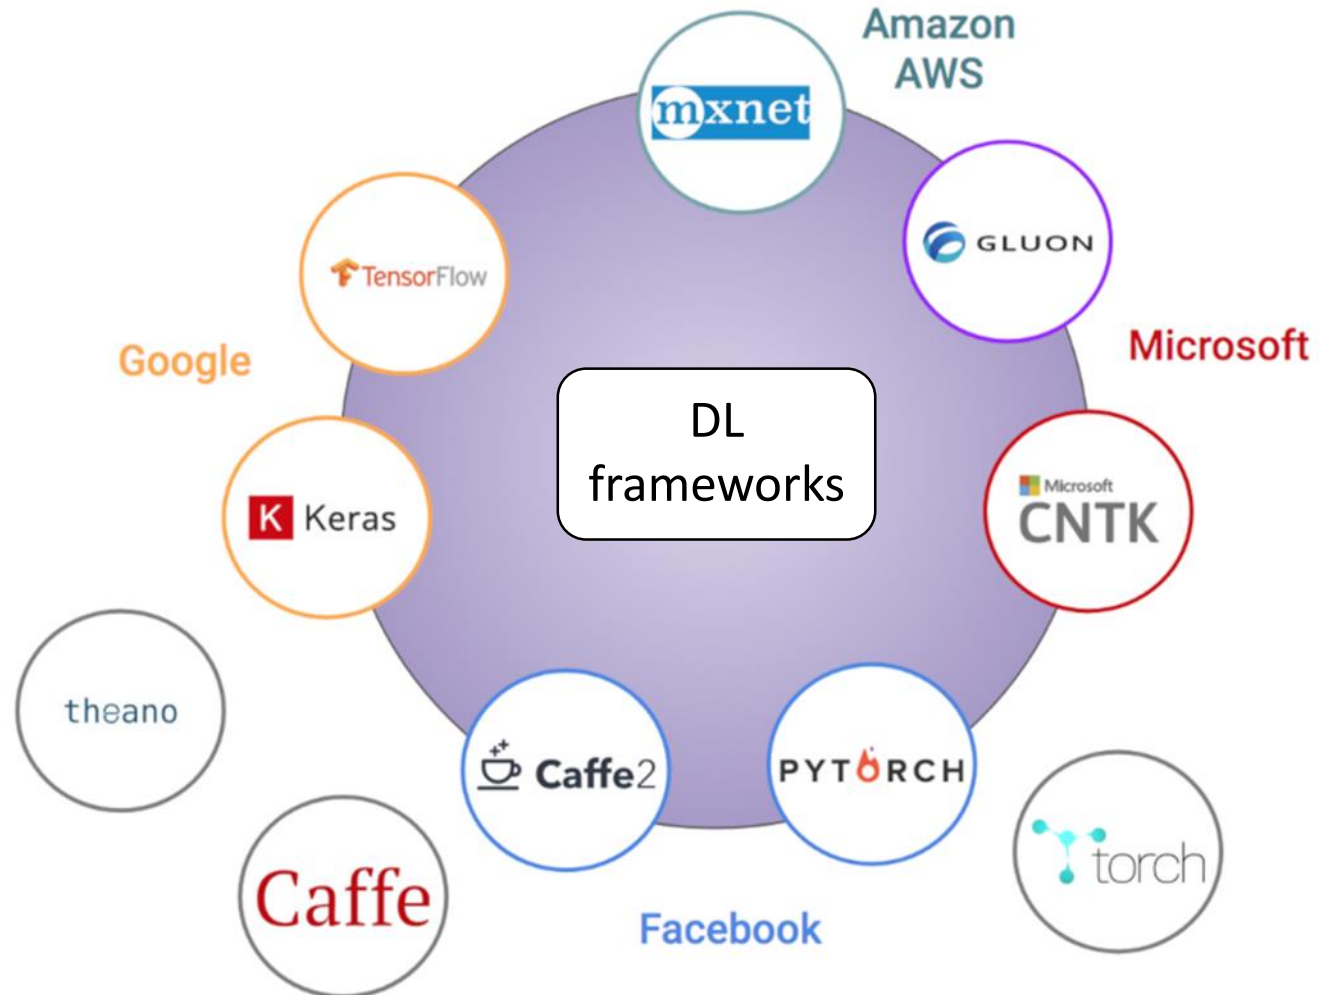 Amazon
AWS
mxnet
GLUON
TensorFlow
Google
Microsoft
DL
frameworks
Keras
K
Microsoft
CNTK
theano
Caffe2
PYTORCH
Caffe
torch
Facebook